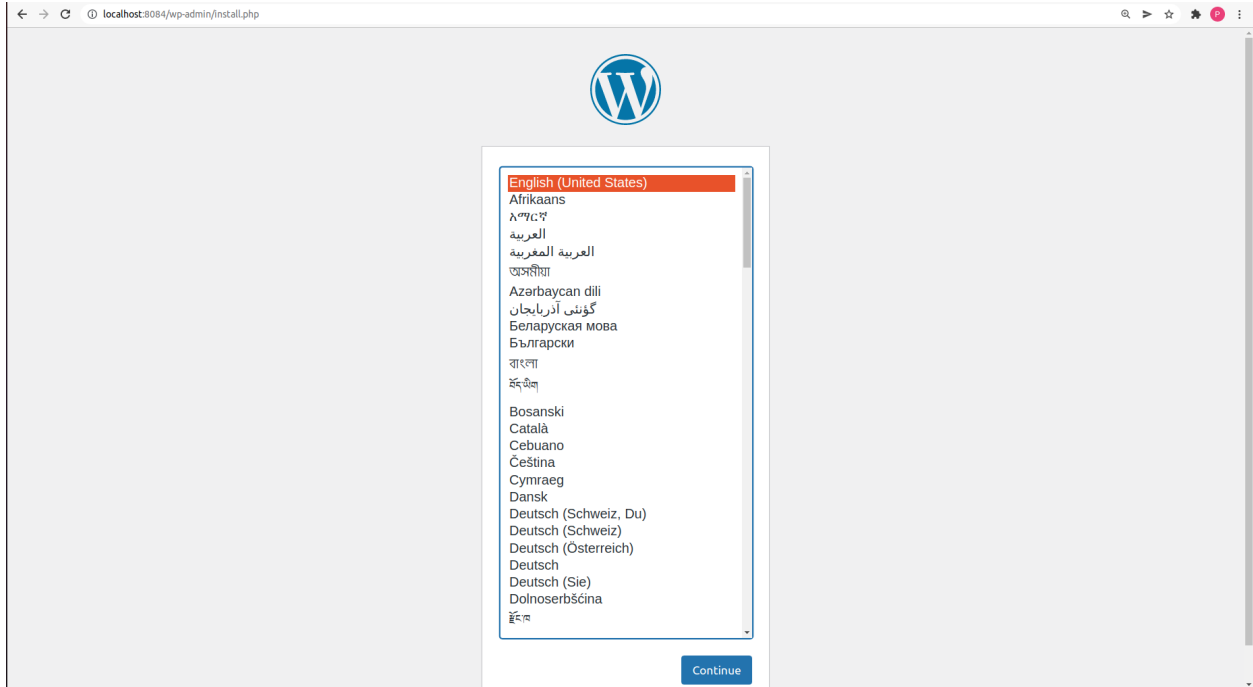 localhost:8084/wp-admin/install.php
P
English (United States)
Afrikaans
አማርኛ
العربية
العربية المغربية
অসমীয়া
Azərbaycan dili
گؤنئی آذربایجان
Беларуская мова
Български
বাংলা
བོད་ཡིག
Bosanski
Català
Cebuano
Čeština
Cymraeg
Dansk
Deutsch (Schweiz, Du)
Deutsch (Schweiz)
Deutsch (Österreich)
Deutsch
Deutsch (Sie)
Dolnoserbšćina
རྫོང་ཁ
Continue